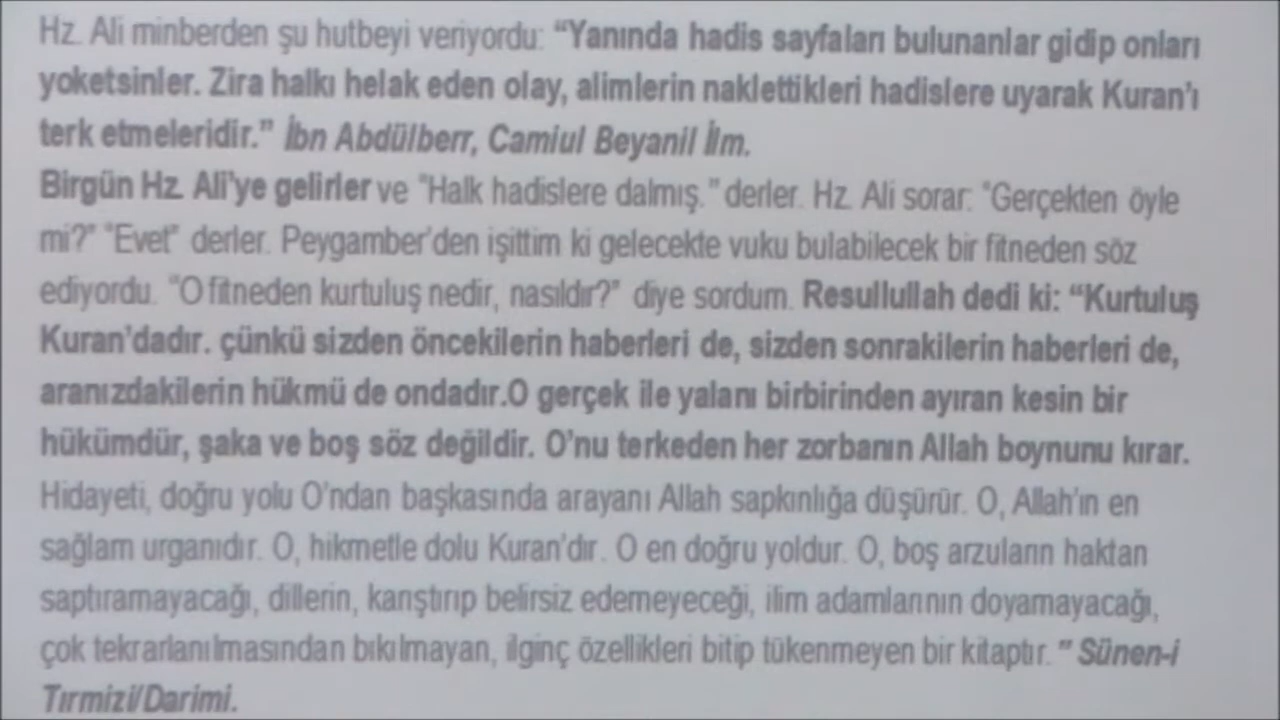 Hz. Ali minberden şu hutbeyi veriyordu: "Yanında hadis sayfaları bulunanlar gidip onları
yoketsinler. Zira halkı helak eden olay, alimlerin naklettikleri hadislere uyarak Kuran'ı
terk etmeleridir." İbn Abdülberr, Camiul Beyanil İlm.
Birgün Hz. Ali'ye gelirler ve "Halk hadislere dalmış." derler. Hz. Ali sorar: "Gerçekten öyle
mi?" "Evet" derler. Peygamber'den işittim ki gelecekte vuku bulabilecek bir fitneden söz
ediyordu. "O fitneden kurtuluş nedir, nasıldır?" diye sordum. Resullullah dedi ki: "Kurtuluş
Kuran'dadır. çünkü sizden öncekilerin haberleri de, sizden sonrakilerin haberleri de,
aranızdakilerin hükmü de ondadır.O gerçek ile yalanı birbirinden ayıran kesin bir
hükümdür, şaka ve boş söz değildir. O'nu terkeden her zorbanın Allah boynunu kırar.
Hidayeti, doğru yolu O'ndan başkasında arayanı Allah sapkınlığa düşürür. O, Allah'ın en
sağlam urganıdır. O, hikmetle dolu Kuran'dır. O en doğru yoldur. O, boş arzuların haktan
saptıramayacağı, dillerin, karıştırıp belirsiz edemeyeceği, ilim adamlarının doyamayacağı,
çok tekrarlanılmasından bıkılmayan, ilginç özellikleri bitip tükenmeyen bir kitaptır. " Sünen-i
Tırmizi/Darimi.